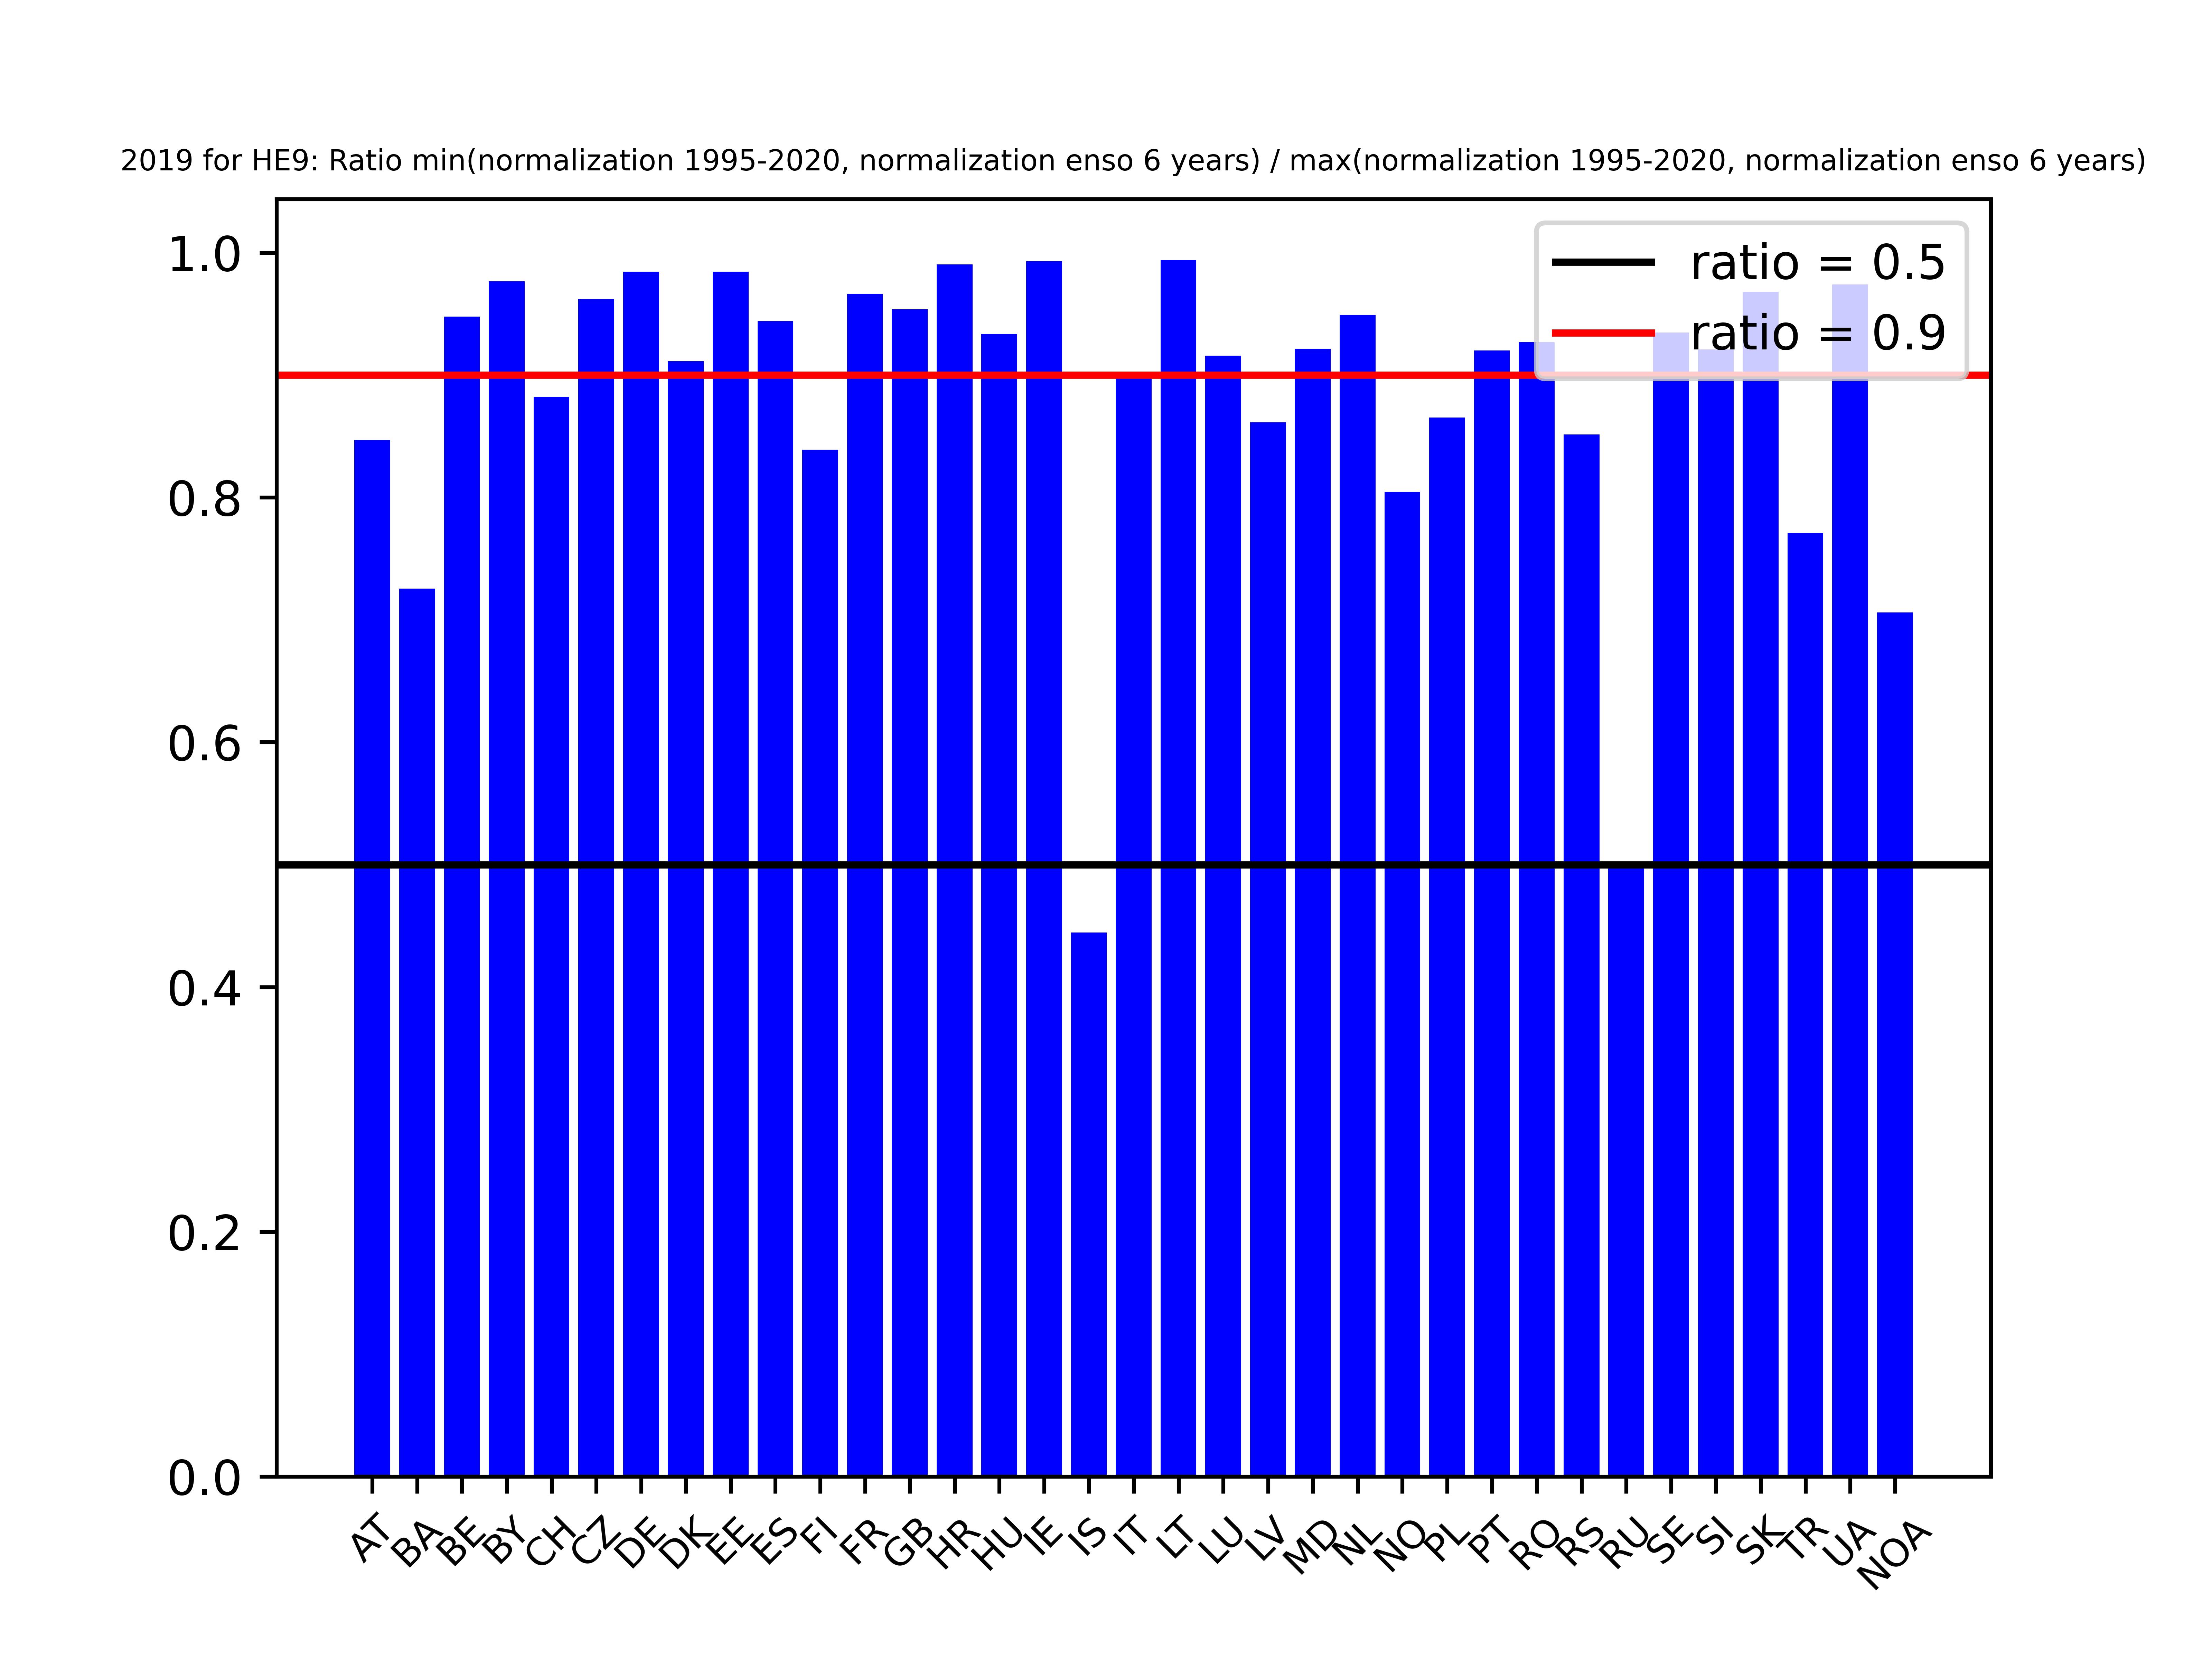 2019 for HE9: Ratio min(normalization 1995-2020, normalization enso 6 years) / max(normalization 1995-2020, normalization enso 6 years)
ratio = 0.5
ratio = 0.9
1.0
0.8
0.6
0.4
0.2
0.0
AT BA BE BY CH CZ DE DK EE ES FI FR GB HR HU IE IS IT LT LU LV MD NL NO PL PT RO RS RU SE SI SK TR UA NOA